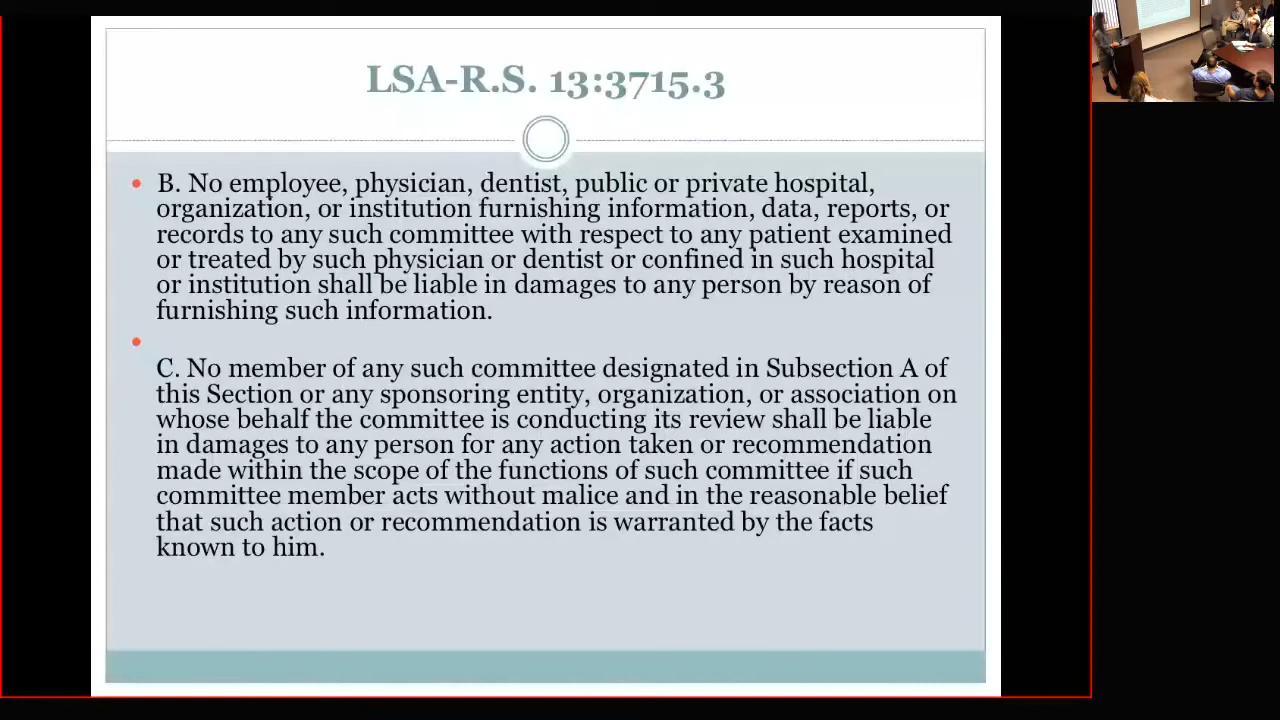 LSA-R.S. 13:3715.3
B. No employee, physician, dentist, public or private hospital,
organization, or institution furnishing information, data, reports, or
records to any such committee with respect to any patient examined
or treated by such physician or dentist or confined in such hospital
or institution shall be liable in damages to any person by reason of
furnishing such information.
C. No member of any such committee designated in Subsection A of
this Section or any sponsoring entity, organization, or association on
whose behalf the committee is conducting its review shall be liable
in damages to any person for any action taken or recommendation
made within the scope of the functions of such committee if such
committee member acts without malice and in the reasonable belief
that such action or recommendation is warranted by the facts
known to him.